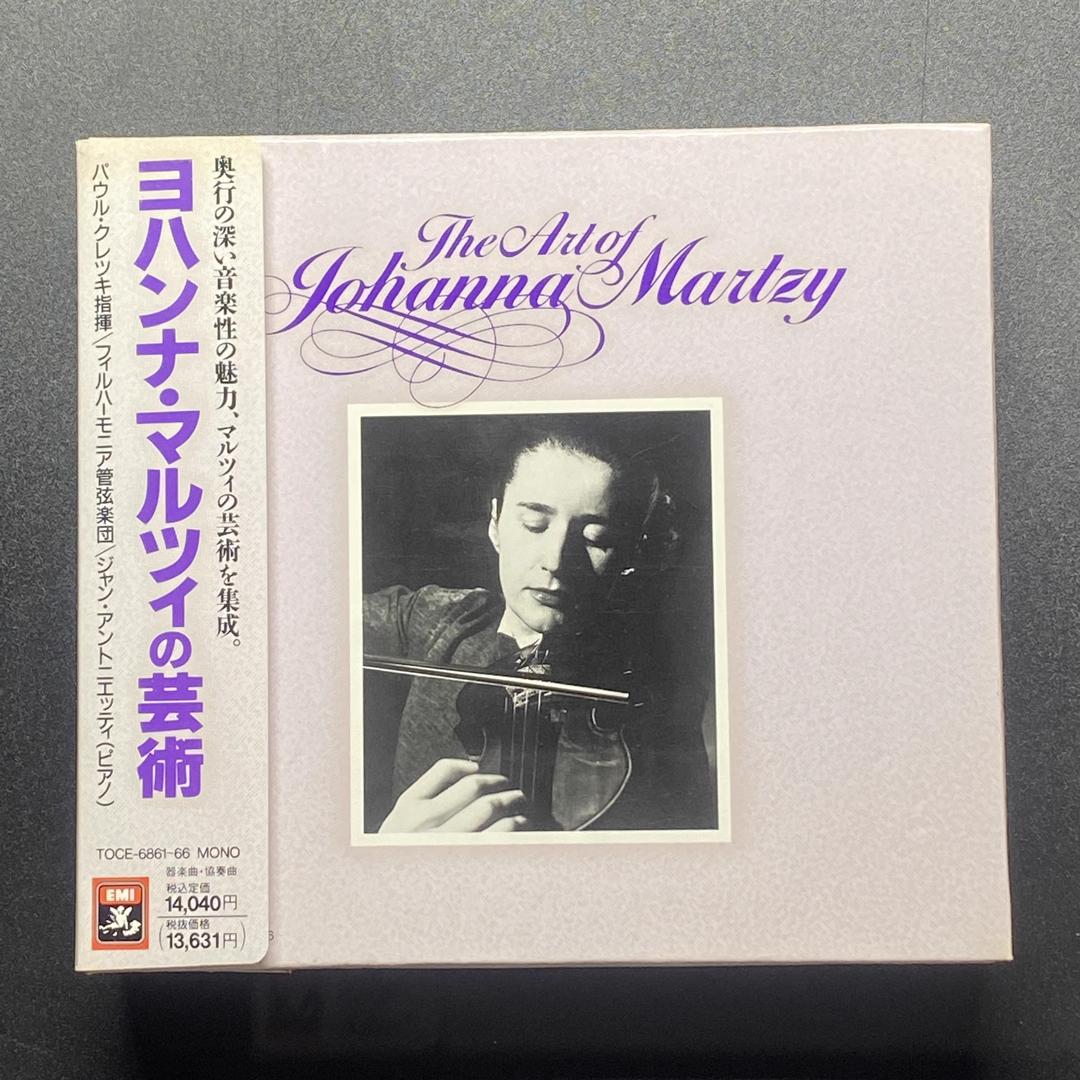 奥行の深い音楽性の魅力、マルツィの芸術を集成。
ヨハンナ・マルツィの芸術
パウル・クレツキ指揮/フィルハーモニア管弦楽団/ジャン・アントニエッティ(ピアノ)
TOCE-6861~66 MONO
器楽曲・協奏曲
EMI
税込定価
14,040円
税抜価格
(13,631円)
The Art of
Johanna Martzy
6